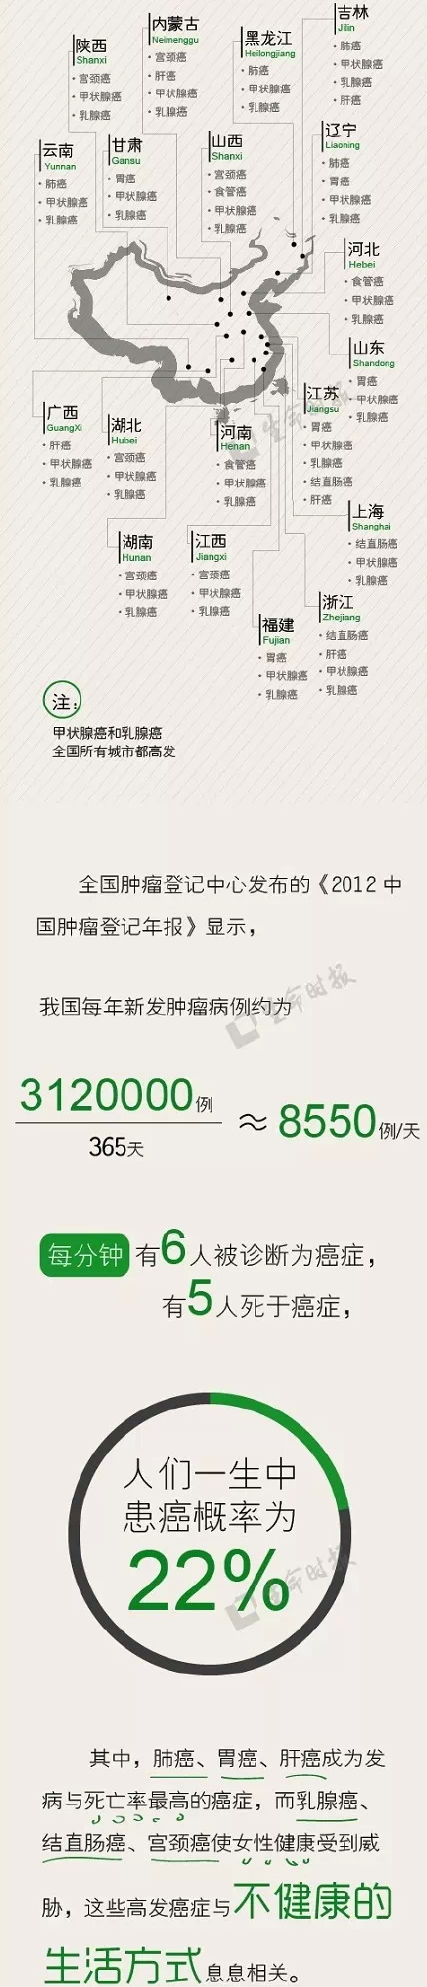 吉林
Jilin
· 肺癌
· 甲状腺癌
· 乳腺癌
· 肝癌
内蒙古
Neimenggu
· 宫颈癌
· 肝癌
· 甲状腺癌
· 乳腺癌
黑龙江
Heilongjiang
· 肺癌
· 甲状腺癌
· 乳腺癌
陕西
Shanxi
· 宫颈癌
· 甲状腺癌
· 乳腺癌
云南
Yunnan
· 肺癌
· 甲状腺癌
· 乳腺癌
甘肃
Gansu
· 胃癌
· 甲状腺癌
· 乳腺癌
山西
Shanxi
· 宫颈癌
· 食管癌
· 甲状腺癌
· 乳腺癌
辽宁
Liaoning
· 肺癌
· 胃癌
· 甲状腺癌
· 乳腺癌
河北
Hebei
· 食管癌
· 甲状腺癌
· 乳腺癌
山东
Shandong
· 胃癌
· 甲状腺癌
· 乳腺癌
广西
GuangXi
· 肝癌
· 甲状腺癌
· 乳腺癌
湖北
Hubei
· 宫颈癌
· 甲状腺癌
· 乳腺癌
河南
Henan
· 食管癌
· 甲状腺癌
· 乳腺癌
江苏
Jiangsu
· 胃癌
· 甲状腺癌
· 乳腺癌
· 结直肠癌
· 肝癌
上海
Shanghai
· 结直肠癌
· 甲状腺癌
· 乳腺癌
湖南
Hunan
· 宫颈癌
· 甲状腺癌
· 乳腺癌
江西
Jiangxi
· 宫颈癌
· 甲状腺癌
· 乳腺癌
福建
Fujian
· 胃癌
· 甲状腺癌
· 乳腺癌
浙江
Zhejiang
· 结直肠癌
· 肝癌
· 甲状腺癌
· 乳腺癌
注：
甲状腺癌和乳腺癌
全国所有城市都高发
全国肿瘤登记中心发布的《2012 中
国肿瘤登记年报》显示，
我国每年新发肿瘤病例约为
生命时报
3120000例
365天
≈ 8550例/天
每分钟 有6人被诊断为癌症，
有5人死于癌症，
人们一生中
患癌概率为
22%
生命时报
其中，肺癌、胃癌、肝癌成为发
病与死亡率最高的癌症，而乳腺癌、
结直肠癌、宫颈癌使女性健康受到威
胁，这些高发癌症与不健康的
生活方式息息相关。